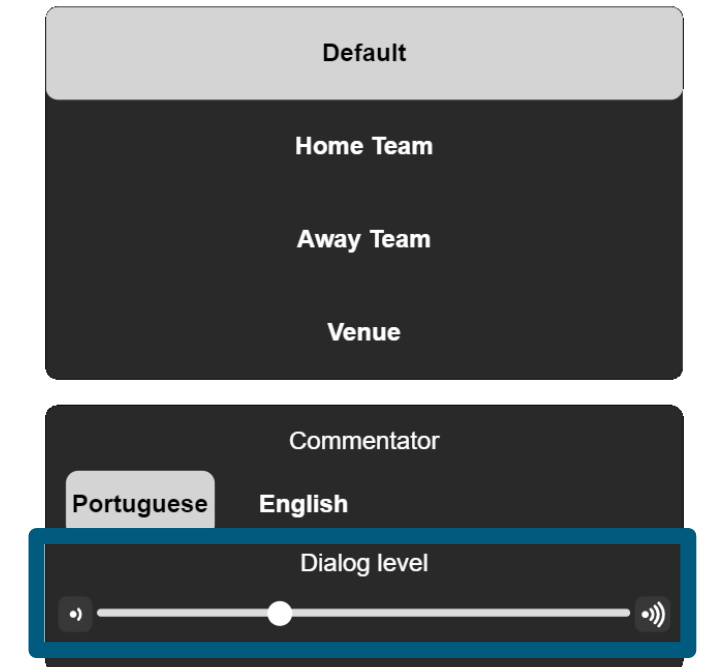 Default
Home Team
Away Team
Venue
Commentator
Portuguese English
Dialog level